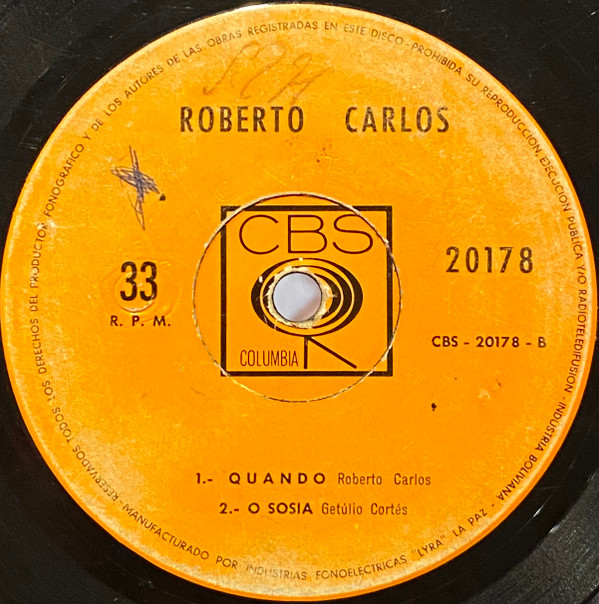 RESERVADOS TODOS LOS DERECHOS DEL PRODUCTOR FONOGRAFICO Y DE LOS AUTORES DE LAS OBRAS REGISTRADAS EN ESTE DISCO - PROHIBIDA SU REPRODUCCION, EJECUCION PUBLICA Y/O RADIOTELEDIFUSION - INDUSTRIA BOLIVIANA
ROBERTO CARLOS
CBS
COLUMBIA
33
R. P. M.
20178
CBS - 20178 - B
1.- QUANDO Roberto Carlos
2.- O SOSIA Getúlio Cortés
MANUFACTURADO POR INDUSTRIAS FONOELECTRICAS "LYRA" LA PAZ -